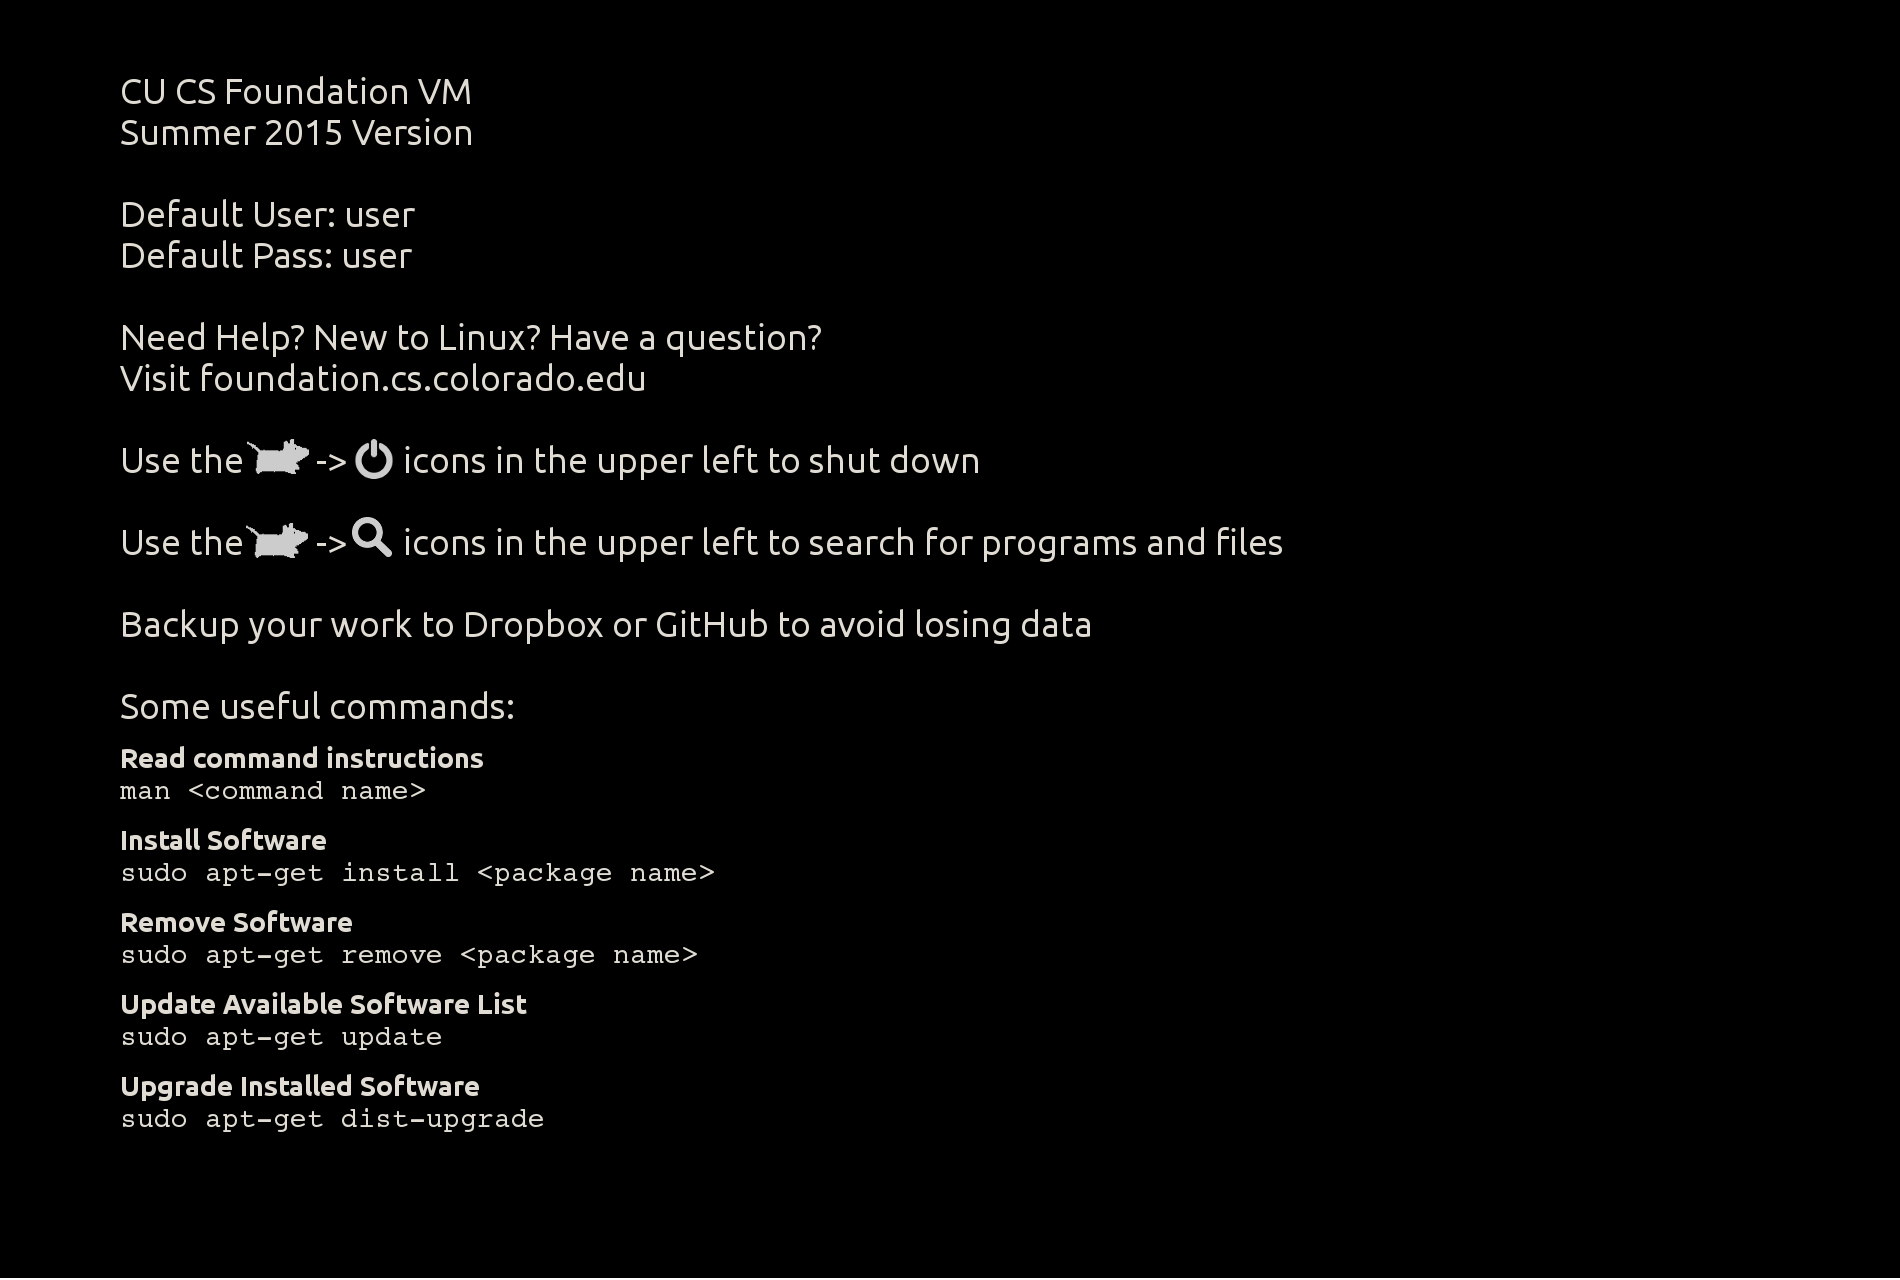 CU CS Foundation VM
Summer 2015 Version
Default User: user
Default Pass: user
Need Help? New to Linux? Have a question?
Visit foundation.cs.colorado.edu
Use the -> icons in the upper left to shut down
Use the -> icons in the upper left to search for programs and files
Backup your work to Dropbox or GitHub to avoid losing data
Some useful commands:
Read command instructions
man <command name>
Install Software
sudo apt-get install <package name>
Remove Software
sudo apt-get remove <package name>
Update Available Software List
sudo apt-get update
Upgrade Installed Software
sudo apt-get dist-upgrade